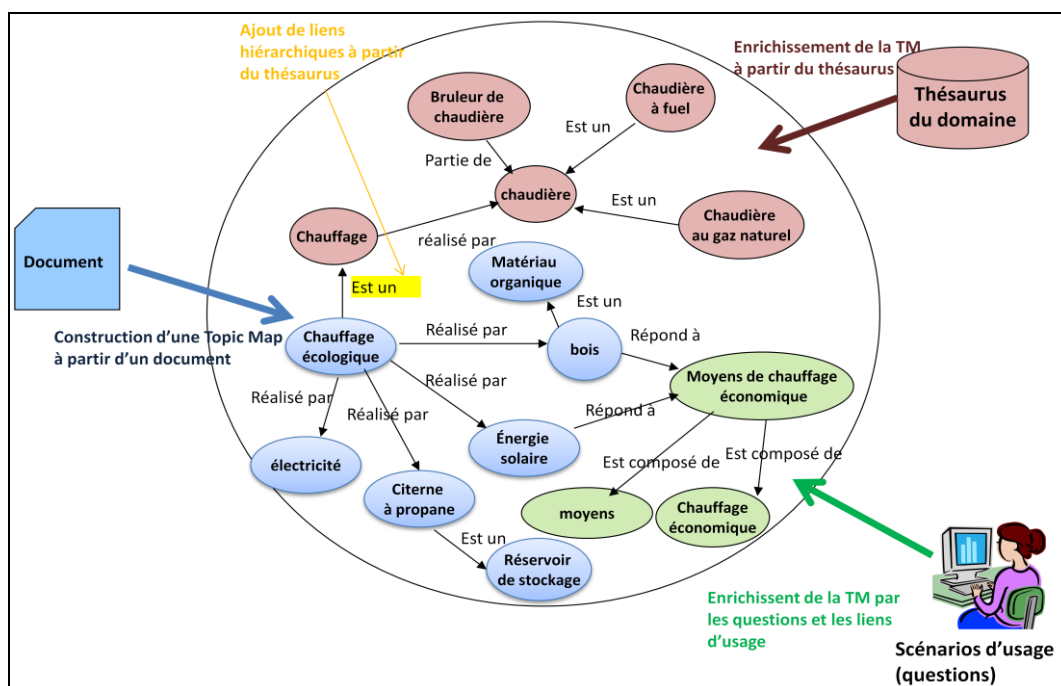 Ajout de liens
hiérarchiques à partir
du thésaurus
Enrichissement de la TM
à partir du thésaurus
Thésaurus
du domaine
Bruleur de
chaudière
Chaudière
à fuel
Est un
Partie de
chaudière
Est un
Chaudière
au gaz naturel
Chauffage
réalisé par
Document
Matériau
organique
Est un
Est un
Construction d'une Topic Map
à partir d'un document
Chauffage
écologique
Réalisé par
bois
Répond à
Moyens de chauffage
économique
Réalisé par
Réalisé par
Réalisé par
Répond à
électricité
Énergie
solaire
Est composé de
Est composé de
Citerne
à propane
moyens
Chauffage
économique
Est un
Réservoir
de stockage
Enrichissent de la TM par
les questions et les liens
d'usage
Scénarios d'usage
(questions)